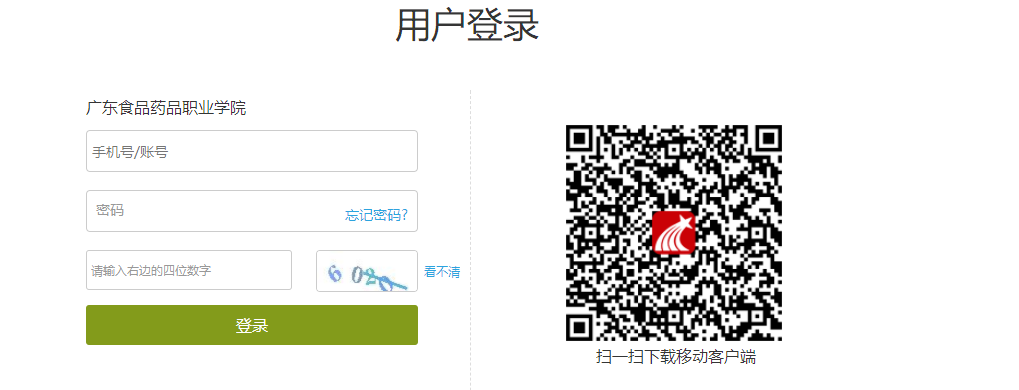 用户登录
广东食品药品职业学院
手机号/账号
密码
忘记密码?
请输入右边的四位数字
6020
看不清
登录
扫一扫下载移动客户端